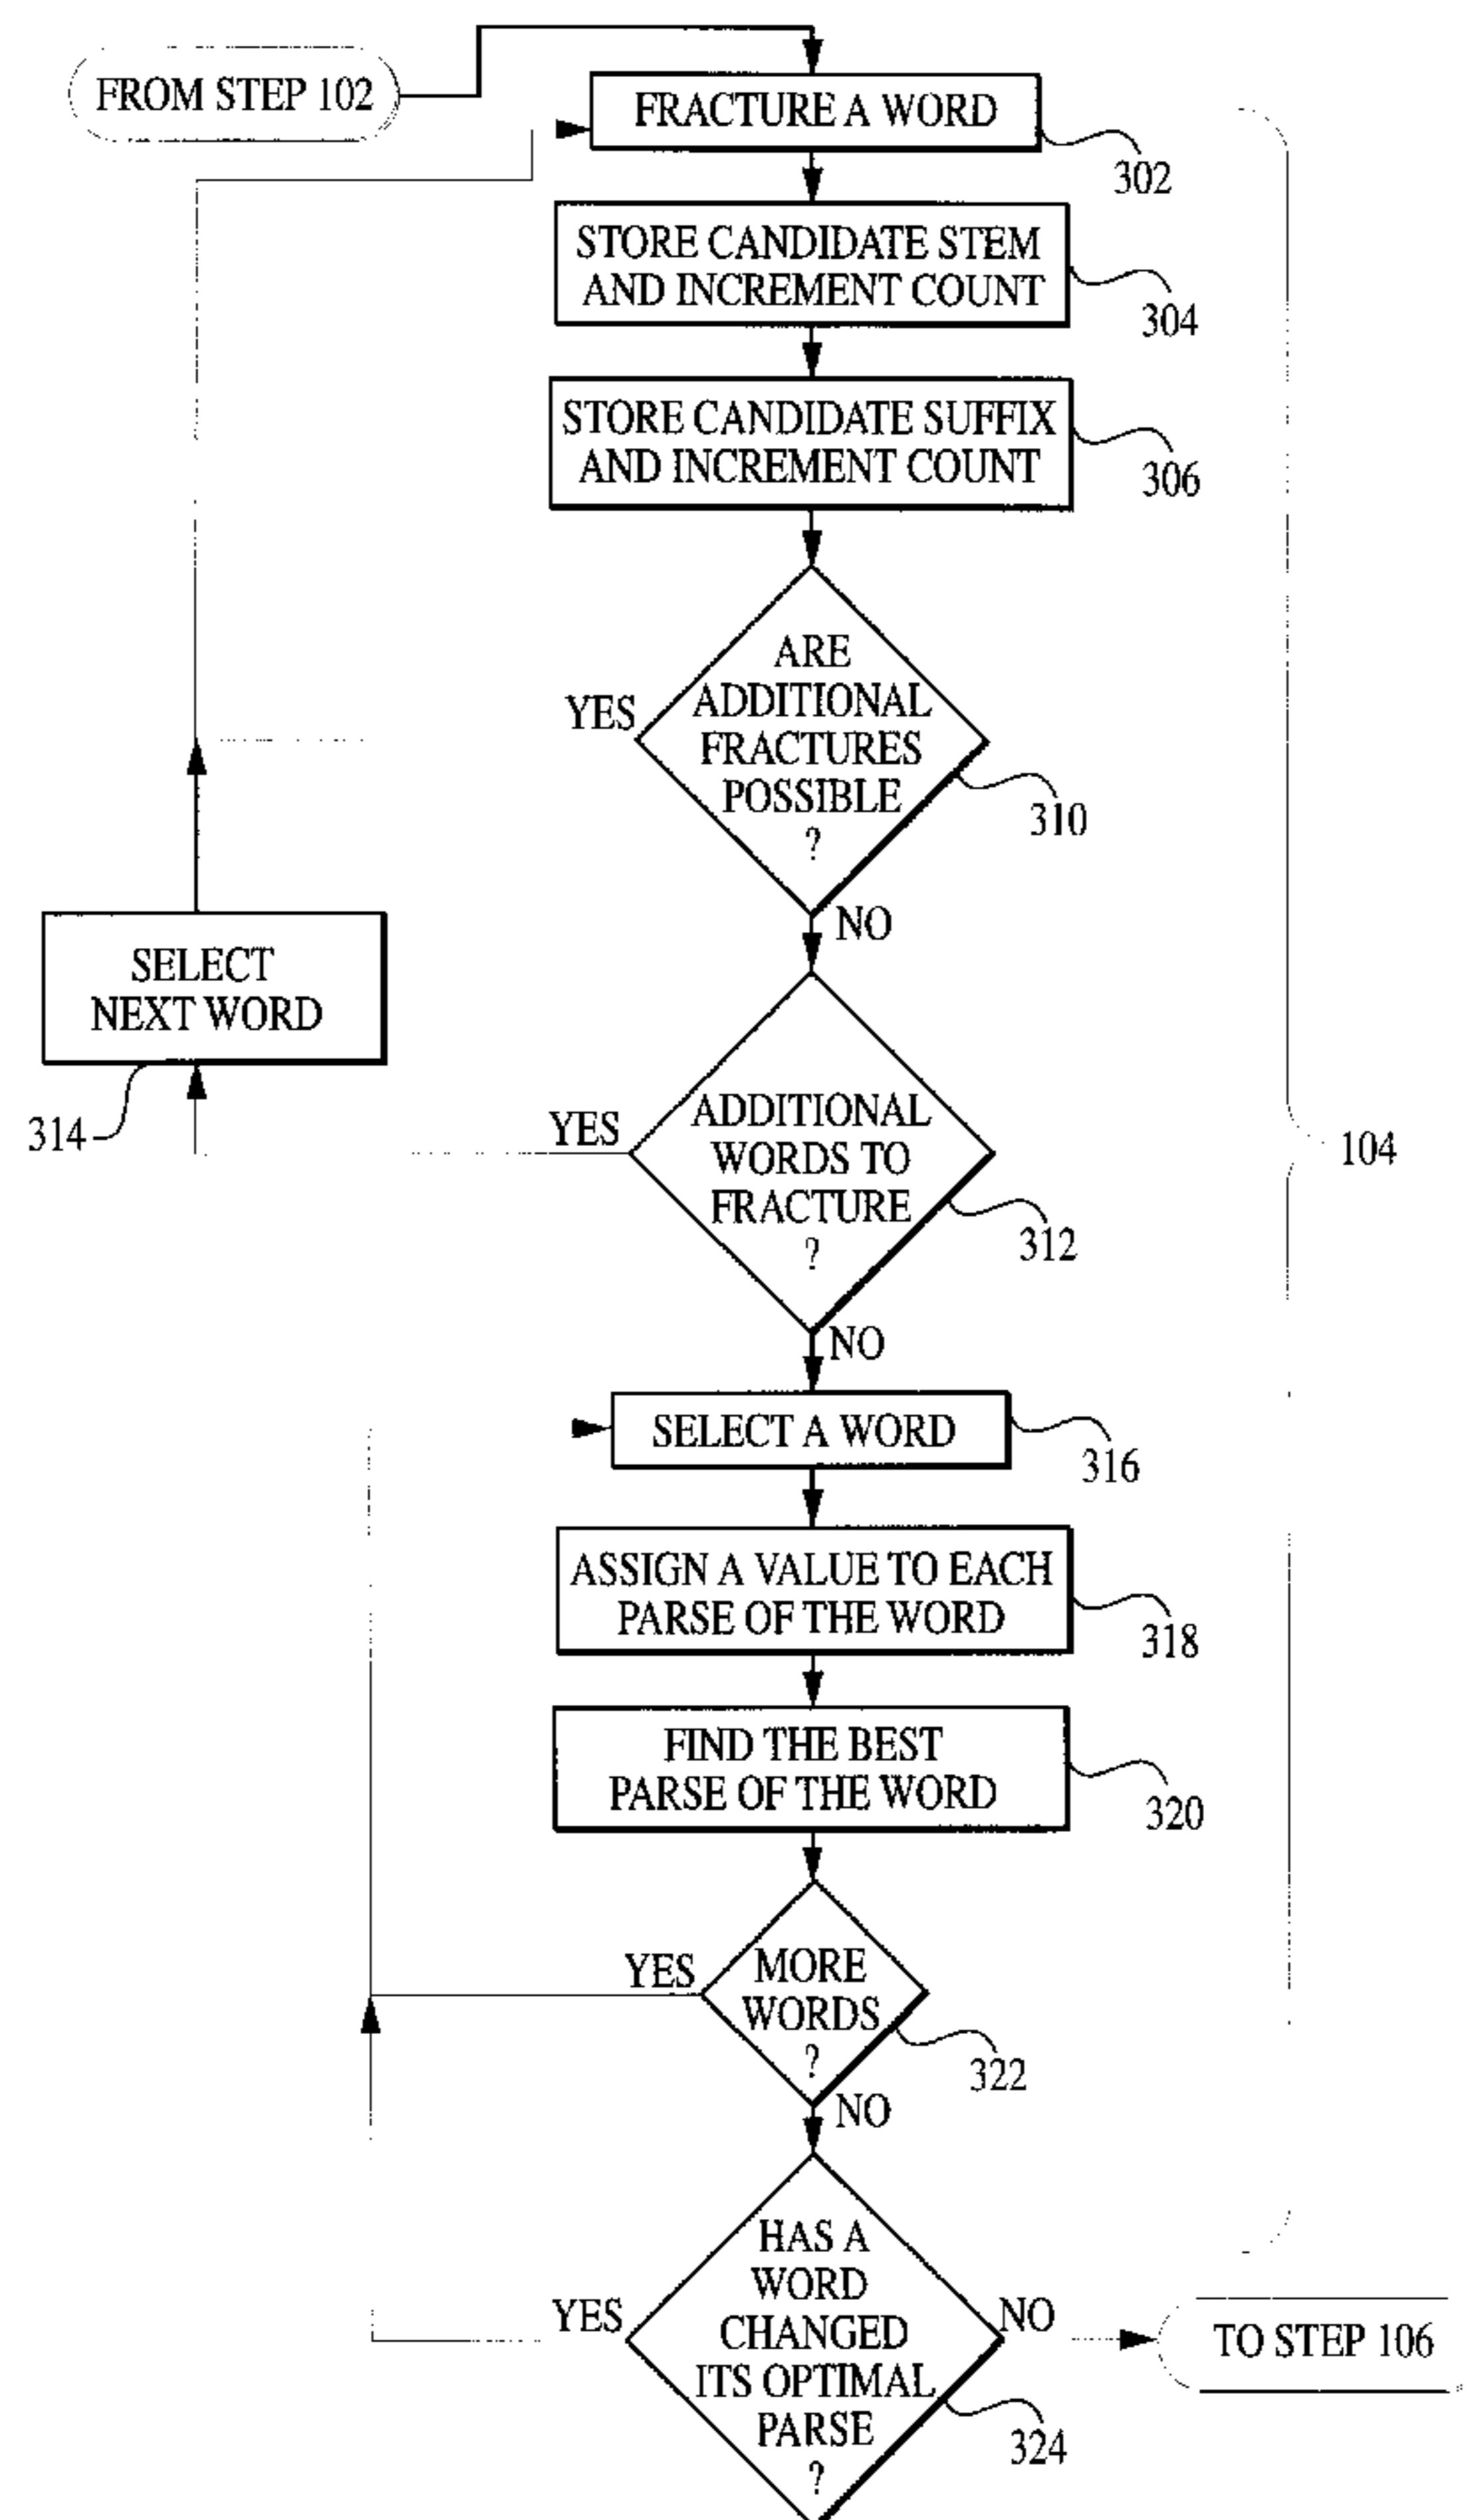 FROM STEP 102
FRACTURE A WORD
302
STORE CANDIDATE STEM
AND INCREMENT COUNT
304
STORE CANDIDATE SUFFIX
AND INCREMENT COUNT
306
ARE
ADDITIONAL
FRACTURES
POSSIBLE
?
YES
310
NO
SELECT
NEXT WORD
314
ADDITIONAL
WORDS TO
FRACTURE
?
YES
312
104
NO
SELECT A WORD
316
ASSIGN A VALUE TO EACH
PARSE OF THE WORD
318
FIND THE BEST
PARSE OF THE WORD
320
YES
MORE
WORDS
?
322
NO
HAS A
WORD
CHANGED
ITS OPTIMAL
PARSE
?
YES
NO
TO STEP 106
324